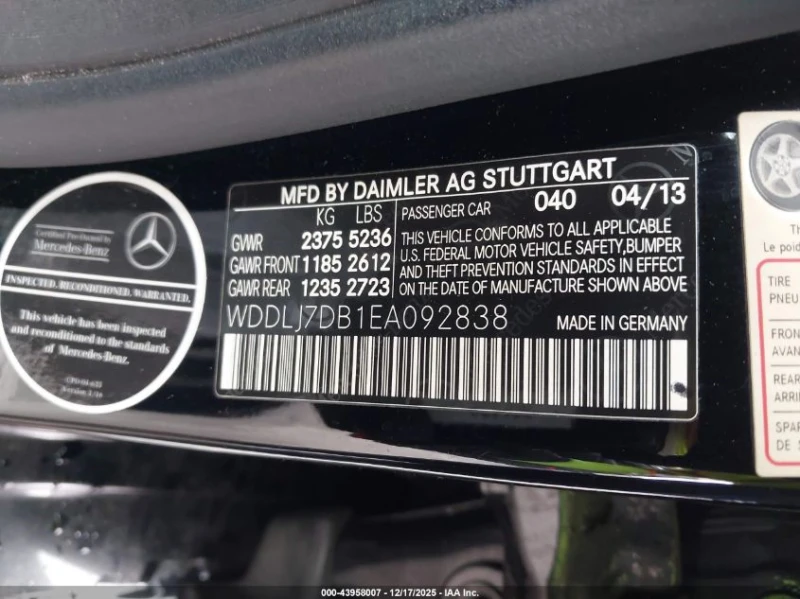 Certified Pre-Owned by
Mercedes-Benz
INSPECTED. RECONDITIONED. WARRANTED.
This vehicle has been inspected
and reconditioned to the standards
of Mercedes-Benz.
MFD BY DAIMLER AG STUTTGART
KG LBS
PASSENGER CAR 040 04/13
GVWR 2375 5236
GAWR FRONT 1185 2612
GAWR REAR 1235 2723
THIS VEHICLE CONFORMS TO ALL APPLICABLE
U.S. FEDERAL MOTOR VEHICLE SAFETY,BUMPER
AND THEFT PREVENTION STANDARDS IN EFFECT
ON THE DATE OF MANUFACTURE SHOWN ABOVE
WDDLJ7DB1EA092838 MADE IN GERMANY
Le poid
TIRE
PNEU
FRON
AVAN
REAR
ARRI
SPAR
DE S
000-43958007 - 12/17/2025 - IAA Inc.